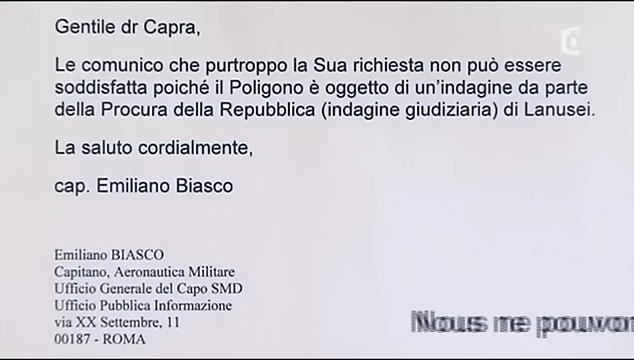 Gentile dr Capra,
Le comunico che purtroppo la Sua richiesta non può essere
soddisfatta poiché il Poligono è oggetto di un'indagine da parte
della Procura della Repubblica (indagine giudiziaria) di Lanusei.
La saluto cordialmente,
cap. Emiliano Biasco
Emiliano BIASCO
Capitano, Aeronautica Militare
Ufficio Generale del Capo SMD
Ufficio Pubblica Informazione
via XX Settembre, 11
00187 - ROMA
Nous ne pouvon